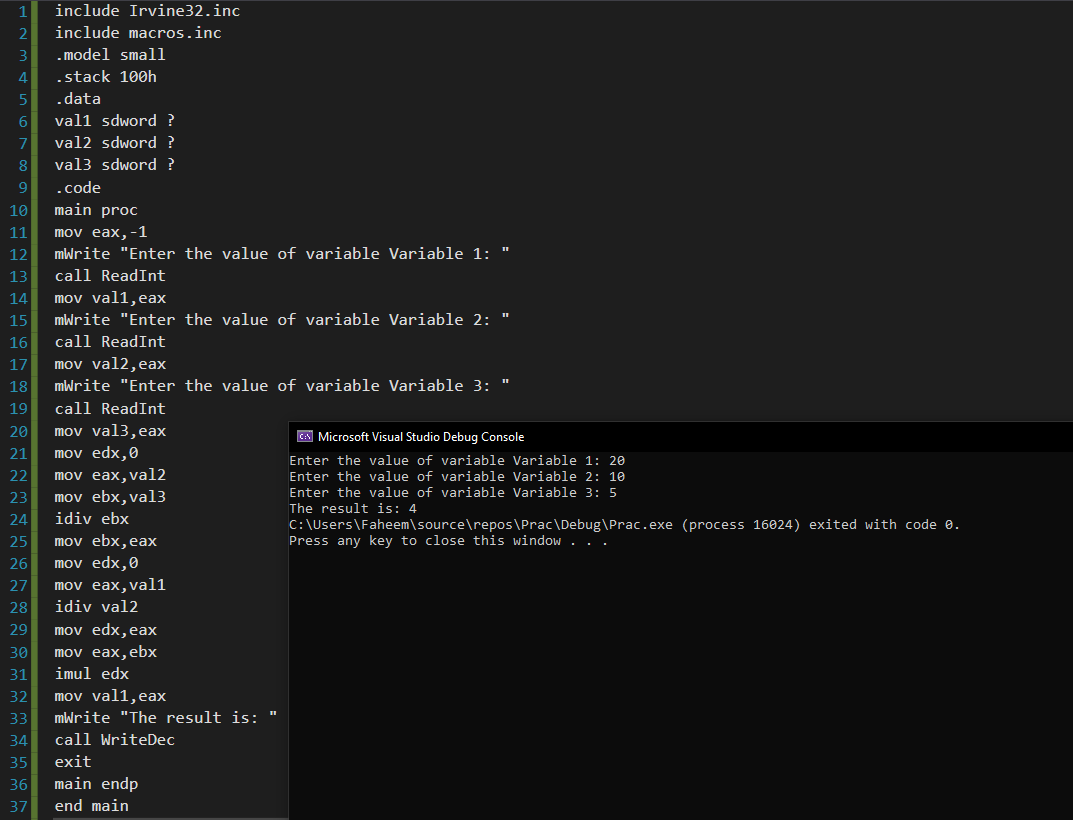 1 include Irvine32.inc
2 include macros.inc
3 .model small
4 .stack 100h
5 .data
6 val1 sdword ?
7 val2 sdword ?
8 val3 sdword ?
9 .code
10 main proc
11 mov eax,-1
12 mWrite "Enter the value of variable Variable 1: "
13 call ReadInt
14 mov val1,eax
15 mWrite "Enter the value of variable Variable 2: "
16 call ReadInt
17 mov val2,eax
18 mWrite "Enter the value of variable Variable 3: "
19 call ReadInt
20 mov val3,eax
21 mov edx,0
22 mov eax,val2
23 mov ebx,val3
24 idiv ebx
25 mov ebx,eax
26 mov edx,0
27 mov eax,val1
28 idiv val2
29 mov edx,eax
30 mov eax,ebx
31 imul edx
32 mov val1,eax
33 mWrite "The result is: "
34 call WriteDec
35 exit
36 main endp
37 end main
C:\ Microsoft Visual Studio Debug Console
Enter the value of variable Variable 1: 20
Enter the value of variable Variable 2: 10
Enter the value of variable Variable 3: 5
The result is: 4
C:\Users\Faheem\source\repos\Prac\Debug\Prac.exe (process 16024) exited with code 0.
Press any key to close this window . . .